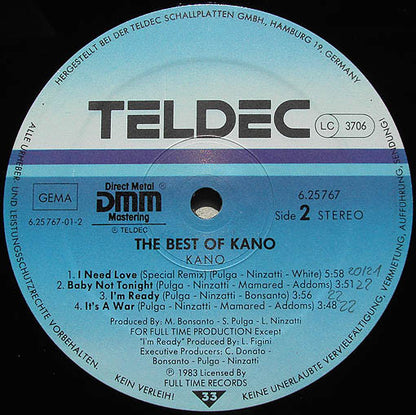 HERGESTELLT BEI DER TELDEC SCHALLPLATTEN GMBH, HAMBURG 19, GERMANY
TELDEC
LC 3706
GEMA
6.25 767-01-2
Direct Metal
DMM
Mastering
℗ TELDEC
6.25 767
Side 2 STEREO
THE BEST OF KANO
KANO
1. I Need Love (Special Remix) (Pulga - Ninzatti - White) 5:58
2. Baby Not Tonight (Pulga - Ninzatti - Mamared - Addoms) 3:51
3. I'm Ready (Pulga - Ninzatti - Bonsanto) 3:56
4. It's A War (Pulga - Ninzatti - Mamared - Addoms) 3:48
Produced By: M. Bonsanto - S. Pulga - L. Ninzatti
FOR FULL TIME PRODUCTION Except
"I'm Ready" Produced By: L. Figini
Executive Producers: C. Donato -
Bonsanto - Pulga - Ninzatti
℗ 1983 Licensed By
FULL TIME RECORDS
33
ALLE URHEBER- UND LEISTUNGSSCHUTZRECHTE VORBEHALTEN.
KEIN VERLEIH! KEINE UNERLAUBTE VERVIELFÄLTIGUNG, VERMIETUNG, AUFFÜHRUNG, SENDUNG!